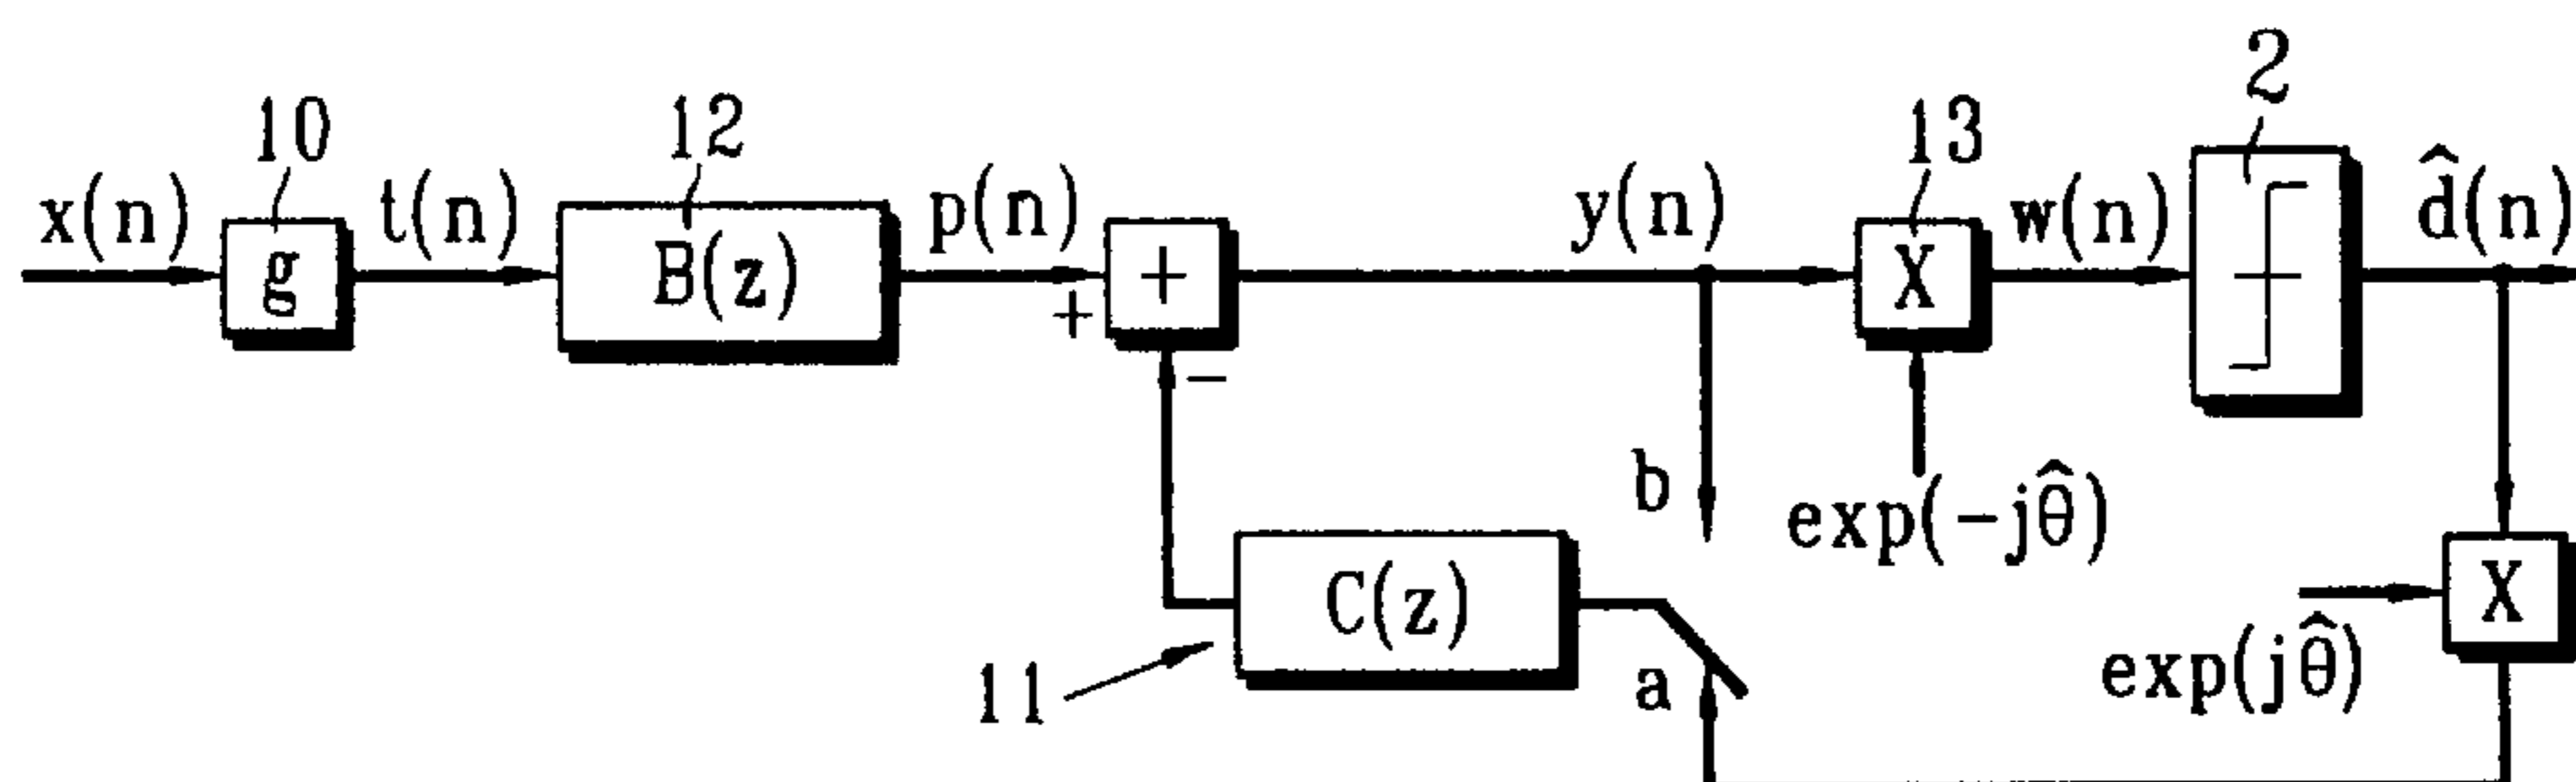 10
12
13
2
x(n)
t(n)
p(n)
y(n)
w(n)
d̂(n)
g
B(z)
+
X
+
−
b
exp(-jθ̂)
C(z)
X
a
exp(jθ̂)
11